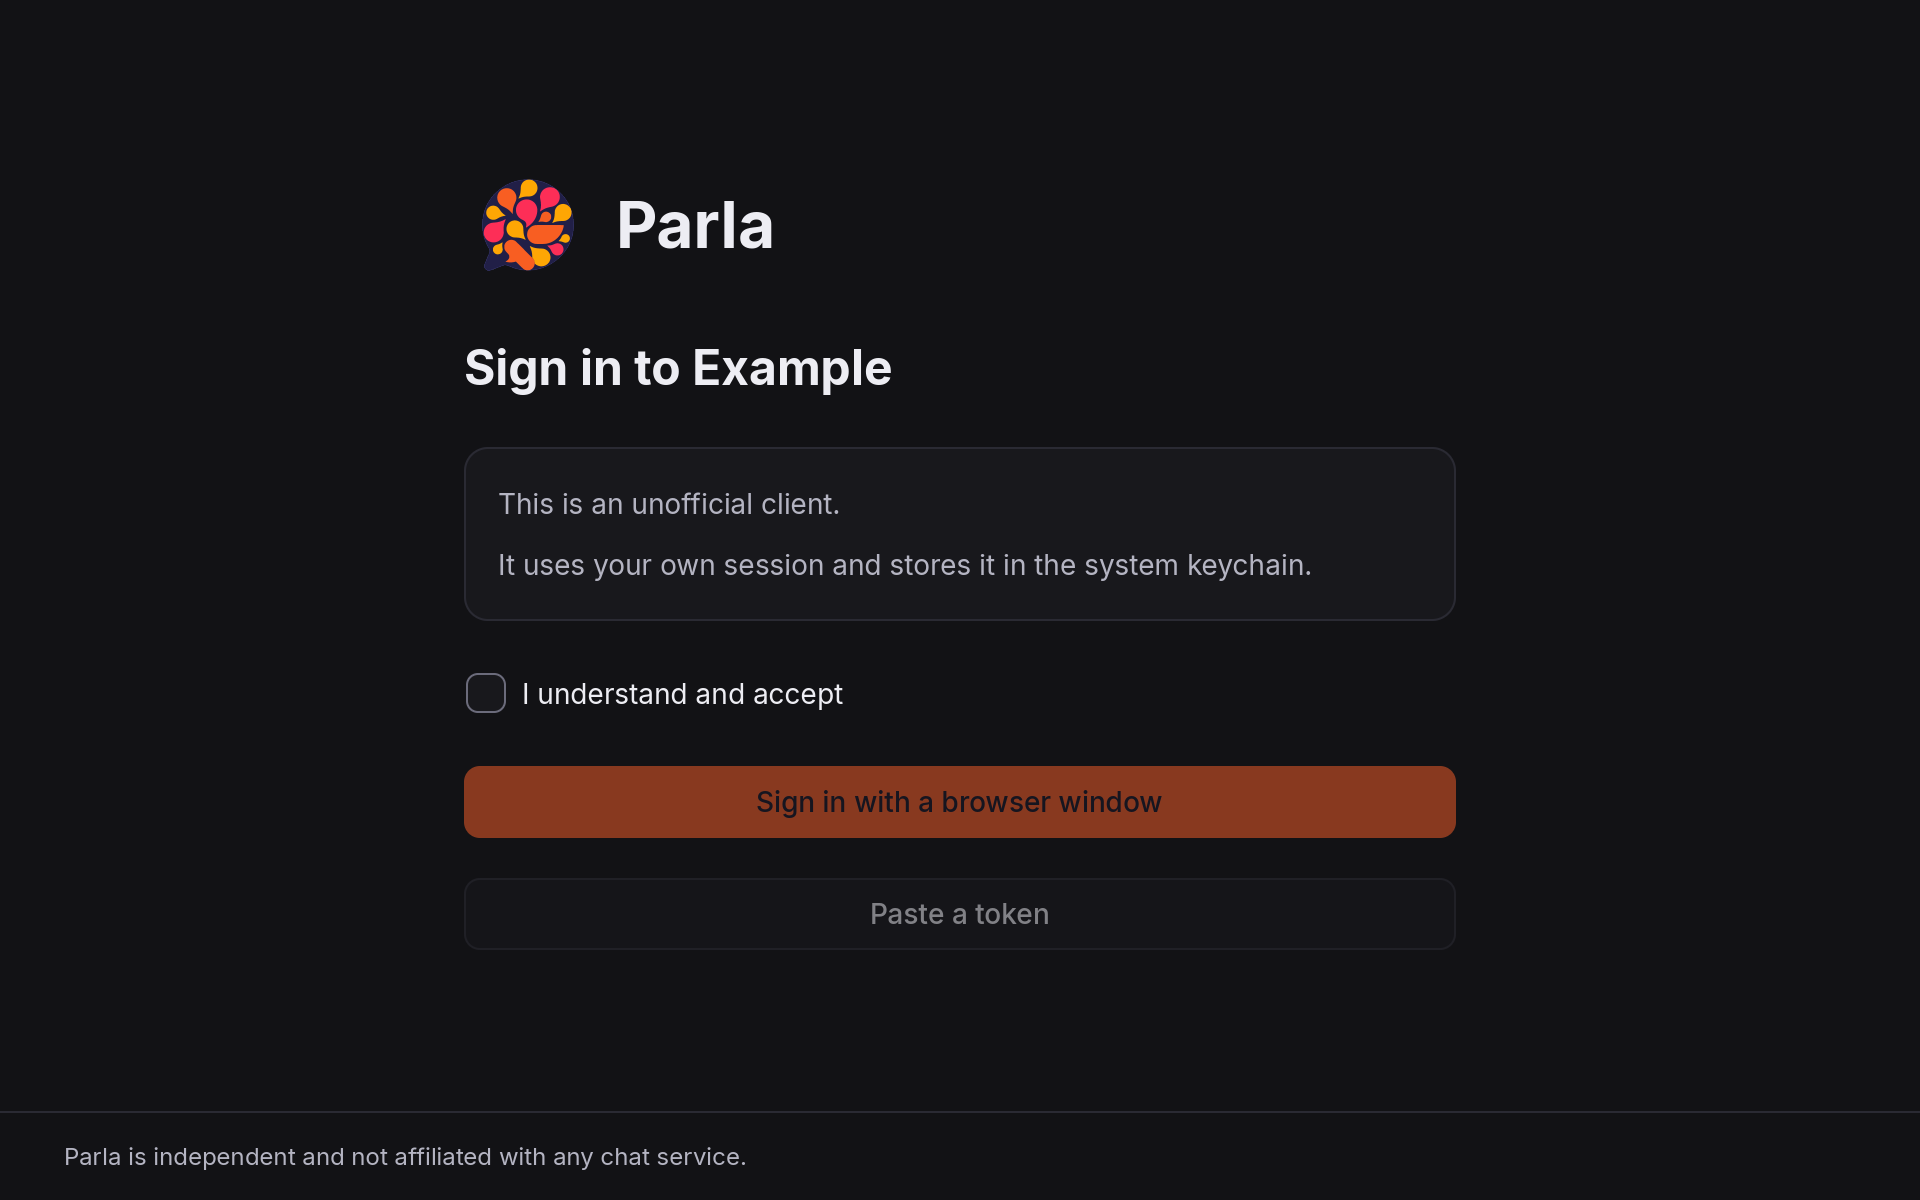 Parla
Sign in to Example
This is an unofficial client.
It uses your own session and stores it in the system keychain.
I understand and accept
Sign in with a browser window
Paste a token
Parla is independent and not affiliated with any chat service.